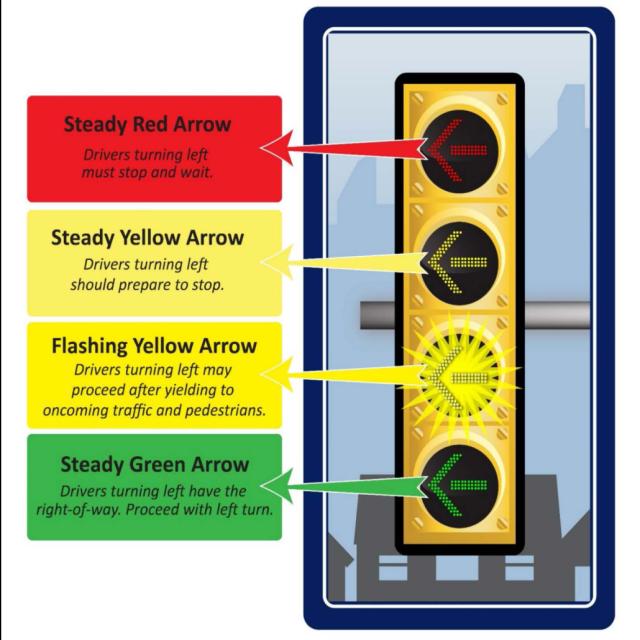 Steady Red Arrow
Drivers turning left
must stop and wait.
Steady Yellow Arrow
Drivers turning left
should prepare to stop.
Flashing Yellow Arrow
Drivers turning left may
proceed after yielding to
oncoming traffic and pedestrians.
Steady Green Arrow
Drivers turning left have the
right-of-way. Proceed with left turn.